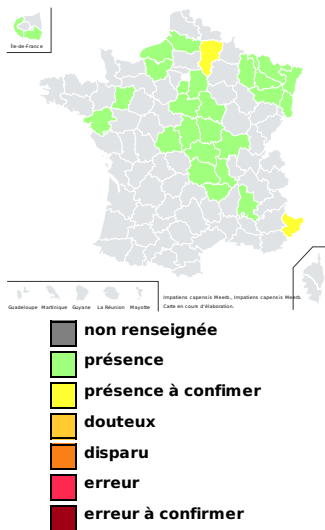 Île-de-France
Guadeloupe Martinique Guyane La Réunion Mayotte
Impatiens capensis Meerb., Impatiens capensis Meerb.
Carte en cours d'élaboration.
non renseignée
présence
présence à confimer
douteux
disparu
erreur
erreur à confirmer